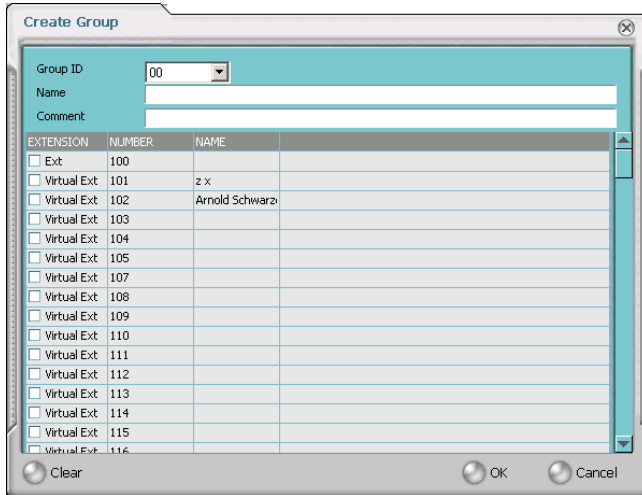 Create Group
Group ID 00
Name
Comment
EXTENSION NUMBER NAME
Ext 100
Virtual Ext 101 z x
Virtual Ext 102 Arnold Schwarz
Virtual Ext 103
Virtual Ext 104
Virtual Ext 105
Virtual Ext 107
Virtual Ext 108
Virtual Ext 109
Virtual Ext 110
Virtual Ext 111
Virtual Ext 112
Virtual Ext 113
Virtual Ext 114
Virtual Ext 115
Virtual Ext 116
Clear OK Cancel